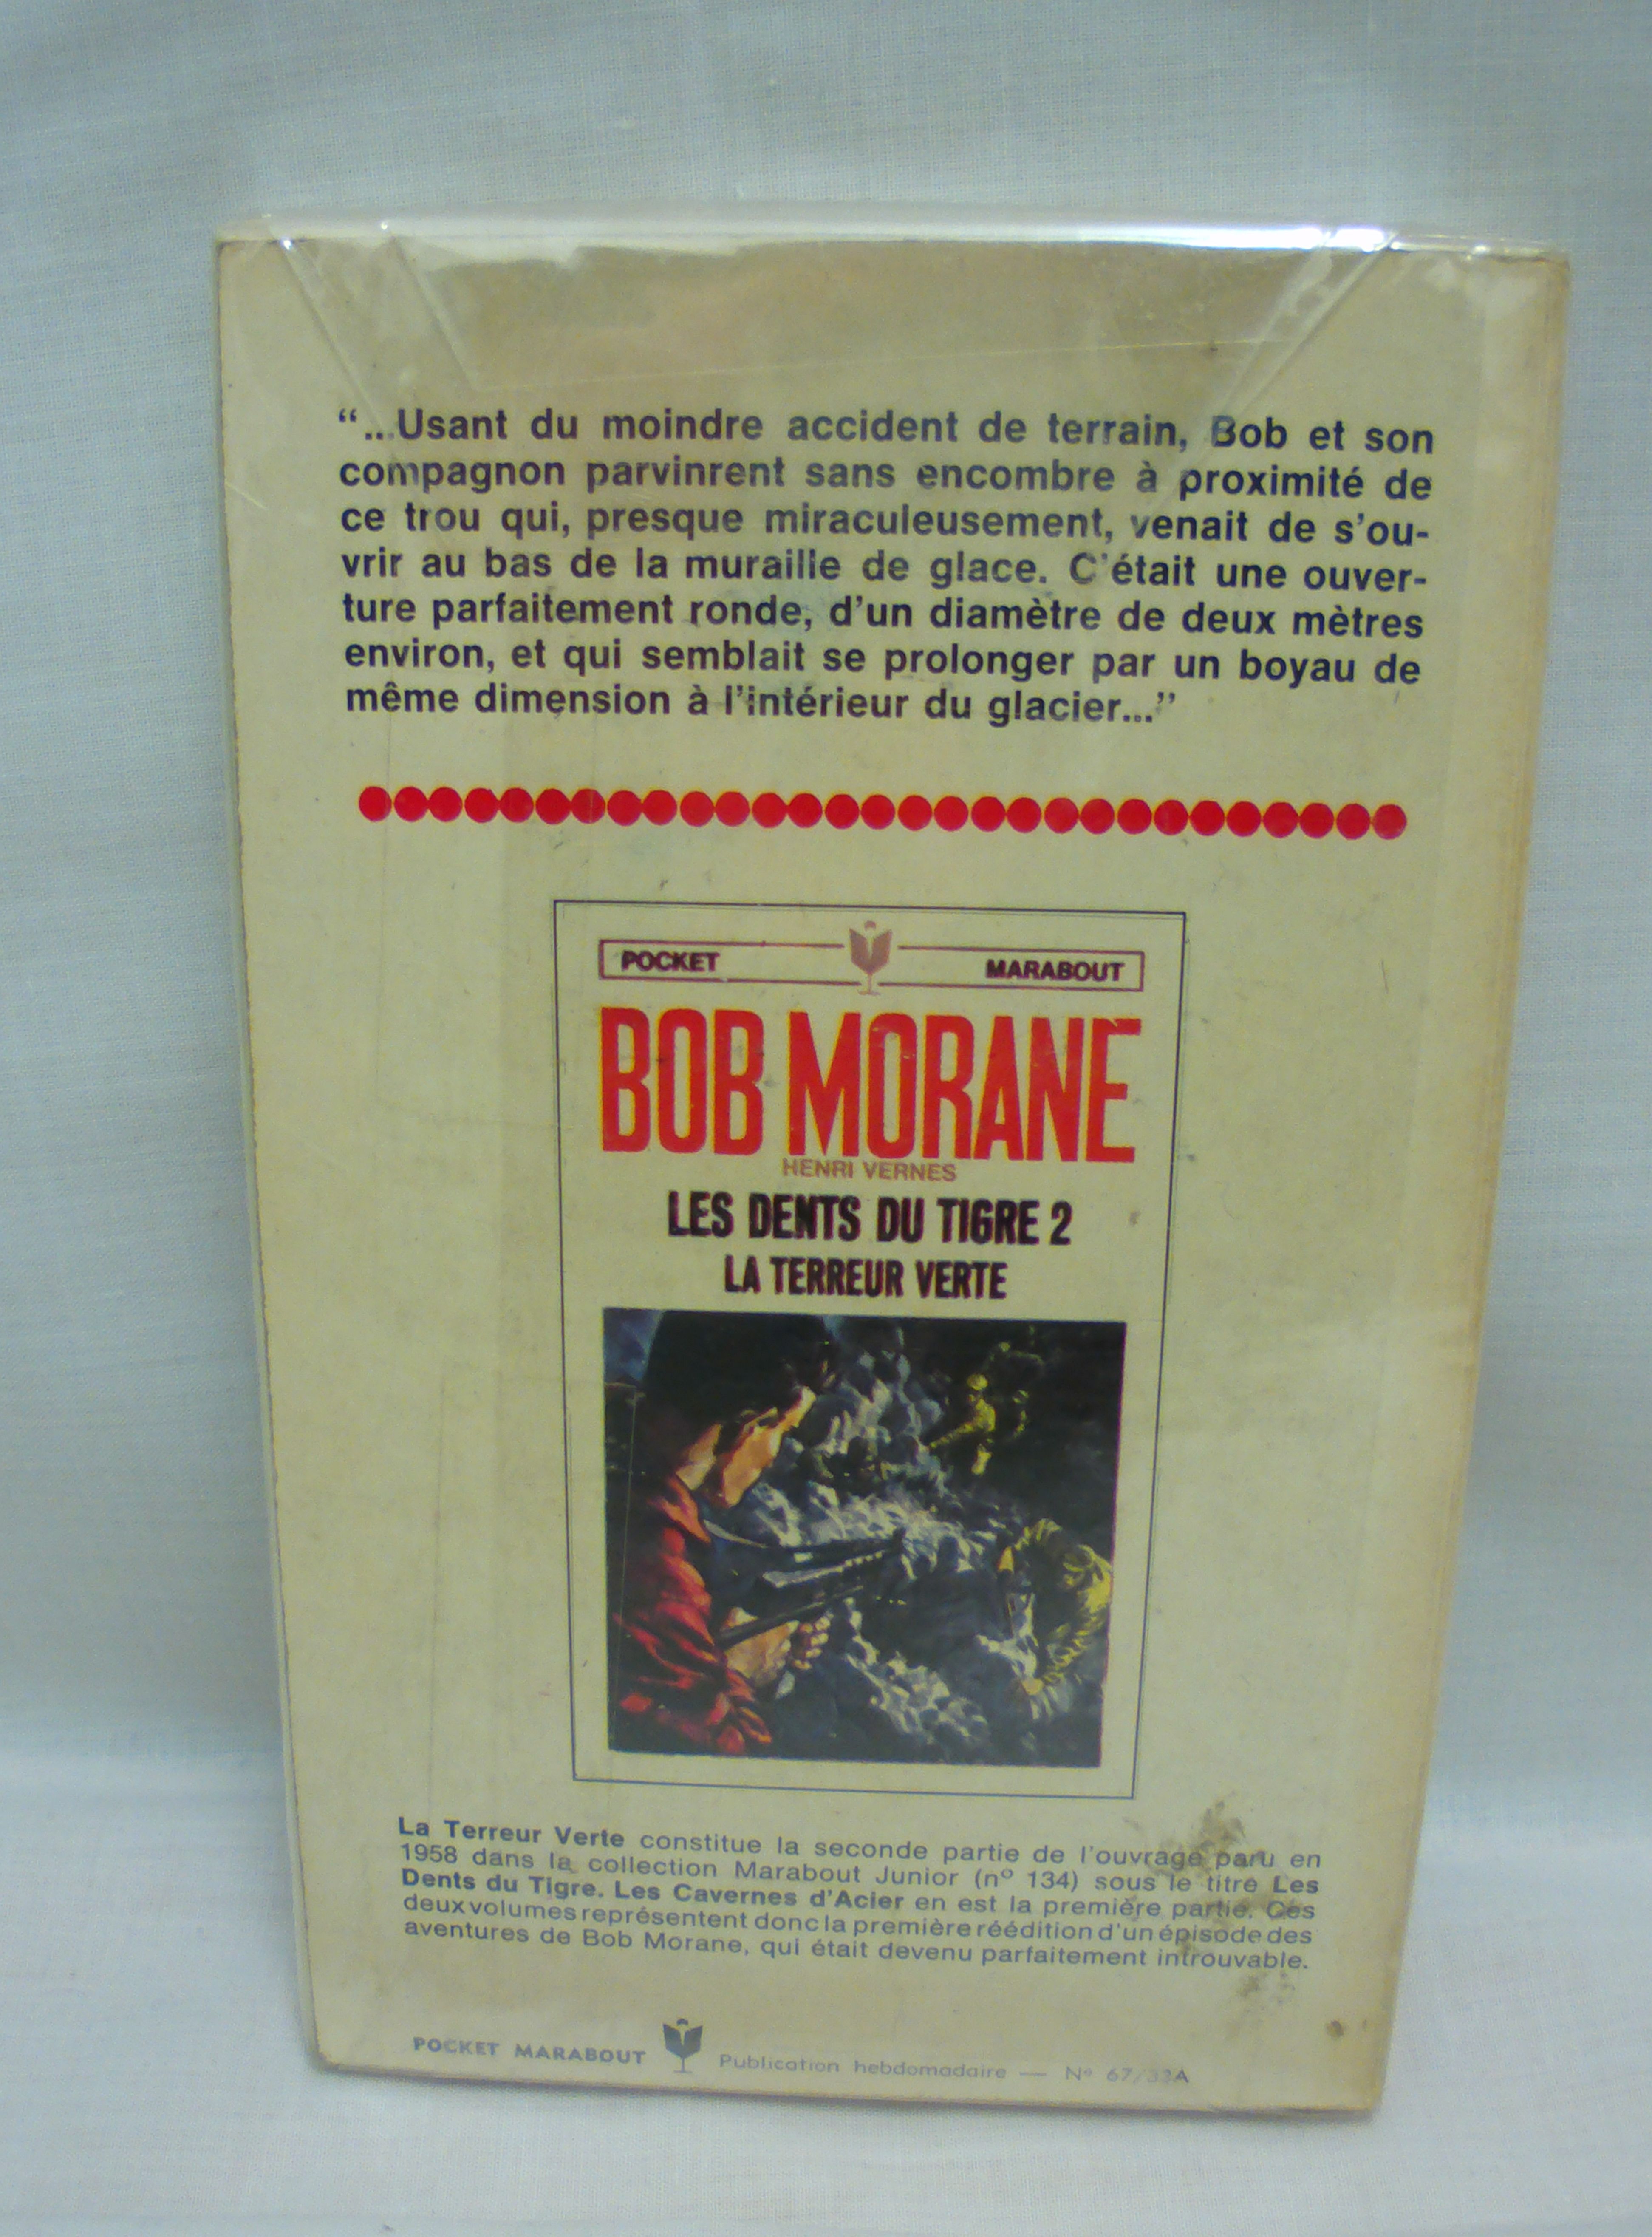 “...Usant du moindre accident de terrain, Bob et son
compagnon parvinrent sans encombre à proximité de
ce trou qui, presque miraculeusement, venait de s’ou-
vrir au bas de la muraille de glace. C’était une ouver-
ture parfaitement ronde, d’un diamètre de deux mètres
environ, et qui semblait se prolonger par un boyau de
même dimension à l’intérieur du glacier...”
POCKET MARABOUT
BOB MORANE
HENRI VERNES
LES DENTS DU TIGRE 2
LA TERREUR VERTE
La Terreur Verte constitue la seconde partie de l’ouvrage paru en
1958 dans la collection Marabout Junior (nº 134) sous le titre Les
Dents du Tigre. Les Cavernes d’Acier en est la première partie. Ces
deux volumes représentent donc la première réédition d’un épisode des
aventures de Bob Morane, qui était devenu parfaitement introuvable.
POCKET MARABOUT Publication hebdomadaire — Nº 67/33A